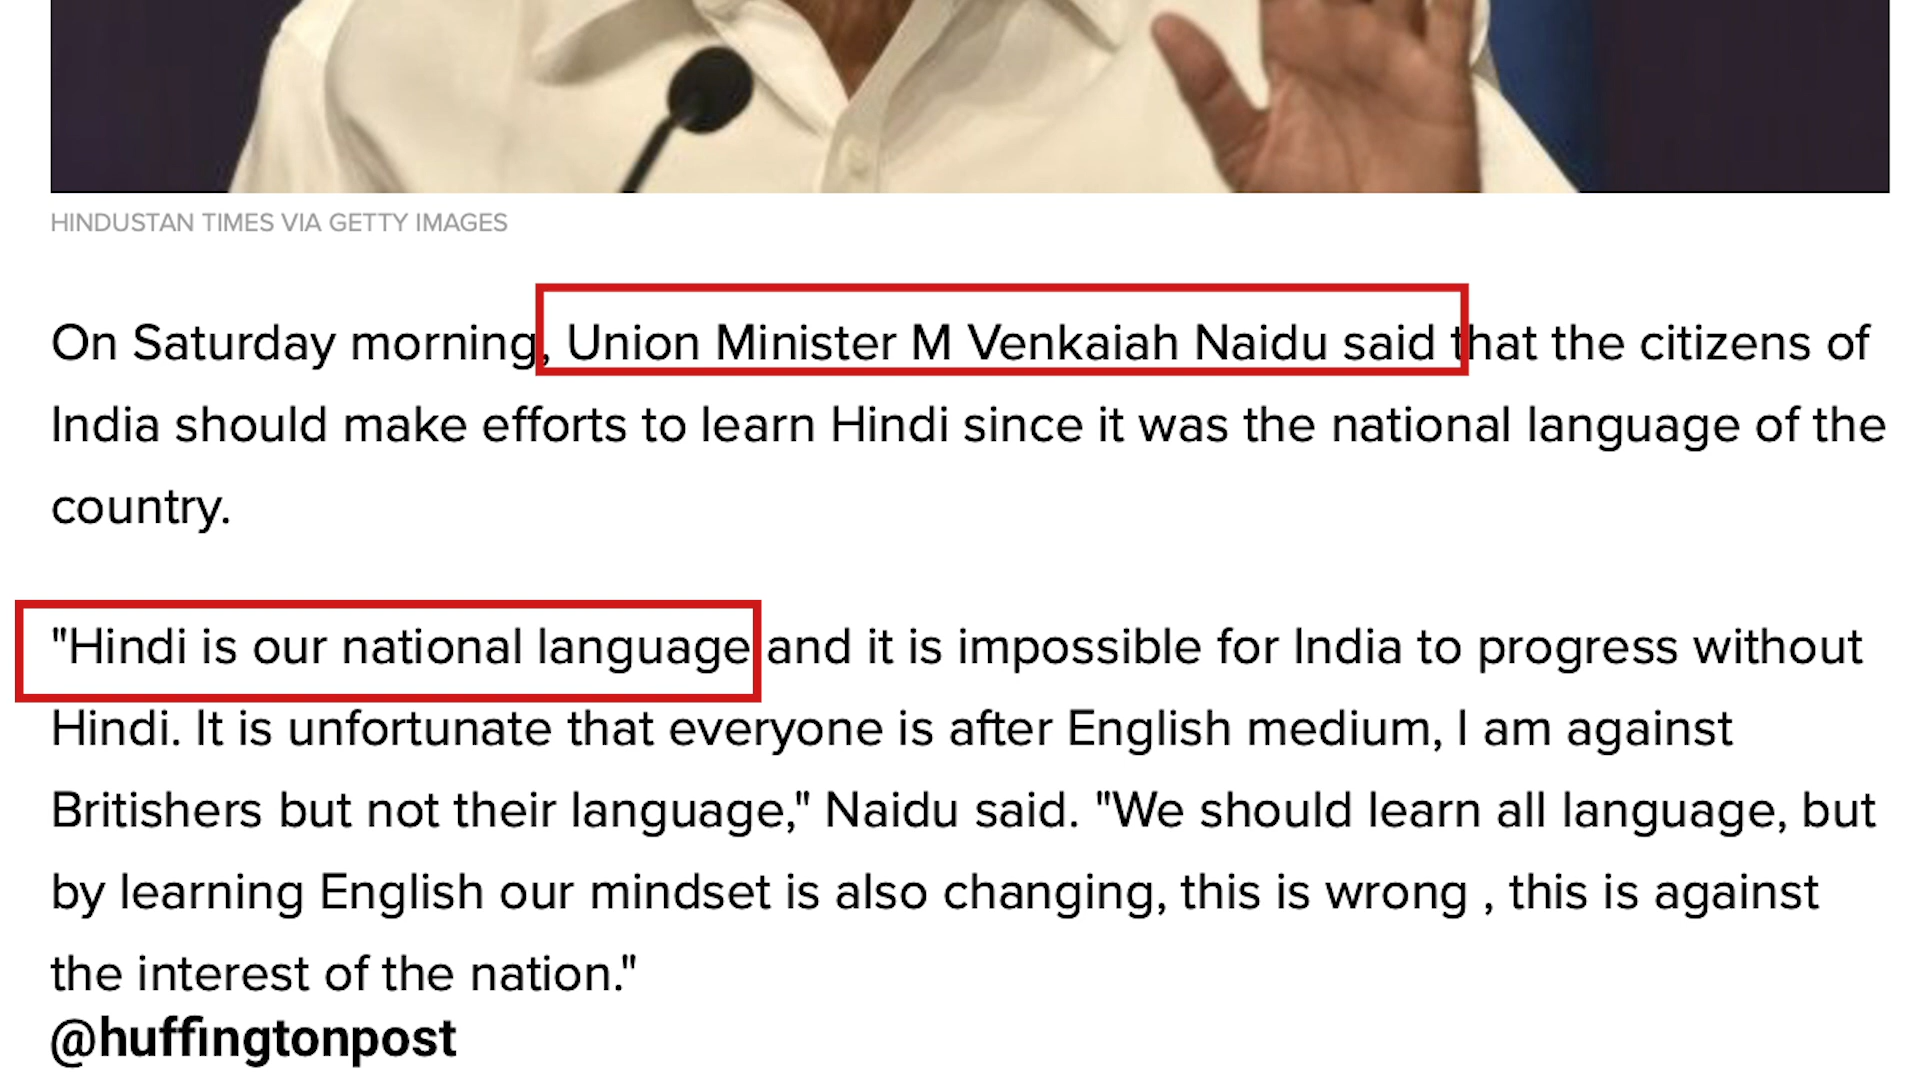 HINDUSTAN TIMES VIA GETTY IMAGES
On Saturday morning, Union Minister M Venkaiah Naidu said that the citizens of
India should make efforts to learn Hindi since it was the national language of the
country.
"Hindi is our national language and it is impossible for India to progress without
Hindi. It is unfortunate that everyone is after English medium, I am against
Britishers but not their language," Naidu said. "We should learn all language, but
by learning English our mindset is also changing, this is wrong , this is against
the interest of the nation."
@huffingtonpost